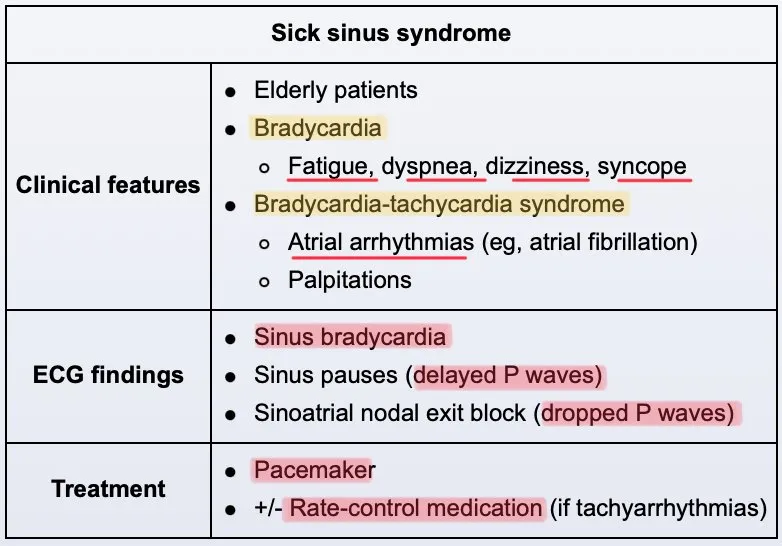 Sick sinus syndrome
Clinical features
• Elderly patients
• Bradycardia
○ Fatigue, dyspnea, dizziness, syncope
• Bradycardia-tachycardia syndrome
○ Atrial arrhythmias (eg, atrial fibrillation)
○ Palpitations
ECG findings
• Sinus bradycardia
• Sinus pauses (delayed P waves)
• Sinoatrial nodal exit block (dropped P waves)
Treatment
• Pacemaker
• +/- Rate-control medication (if tachyarrhythmias)